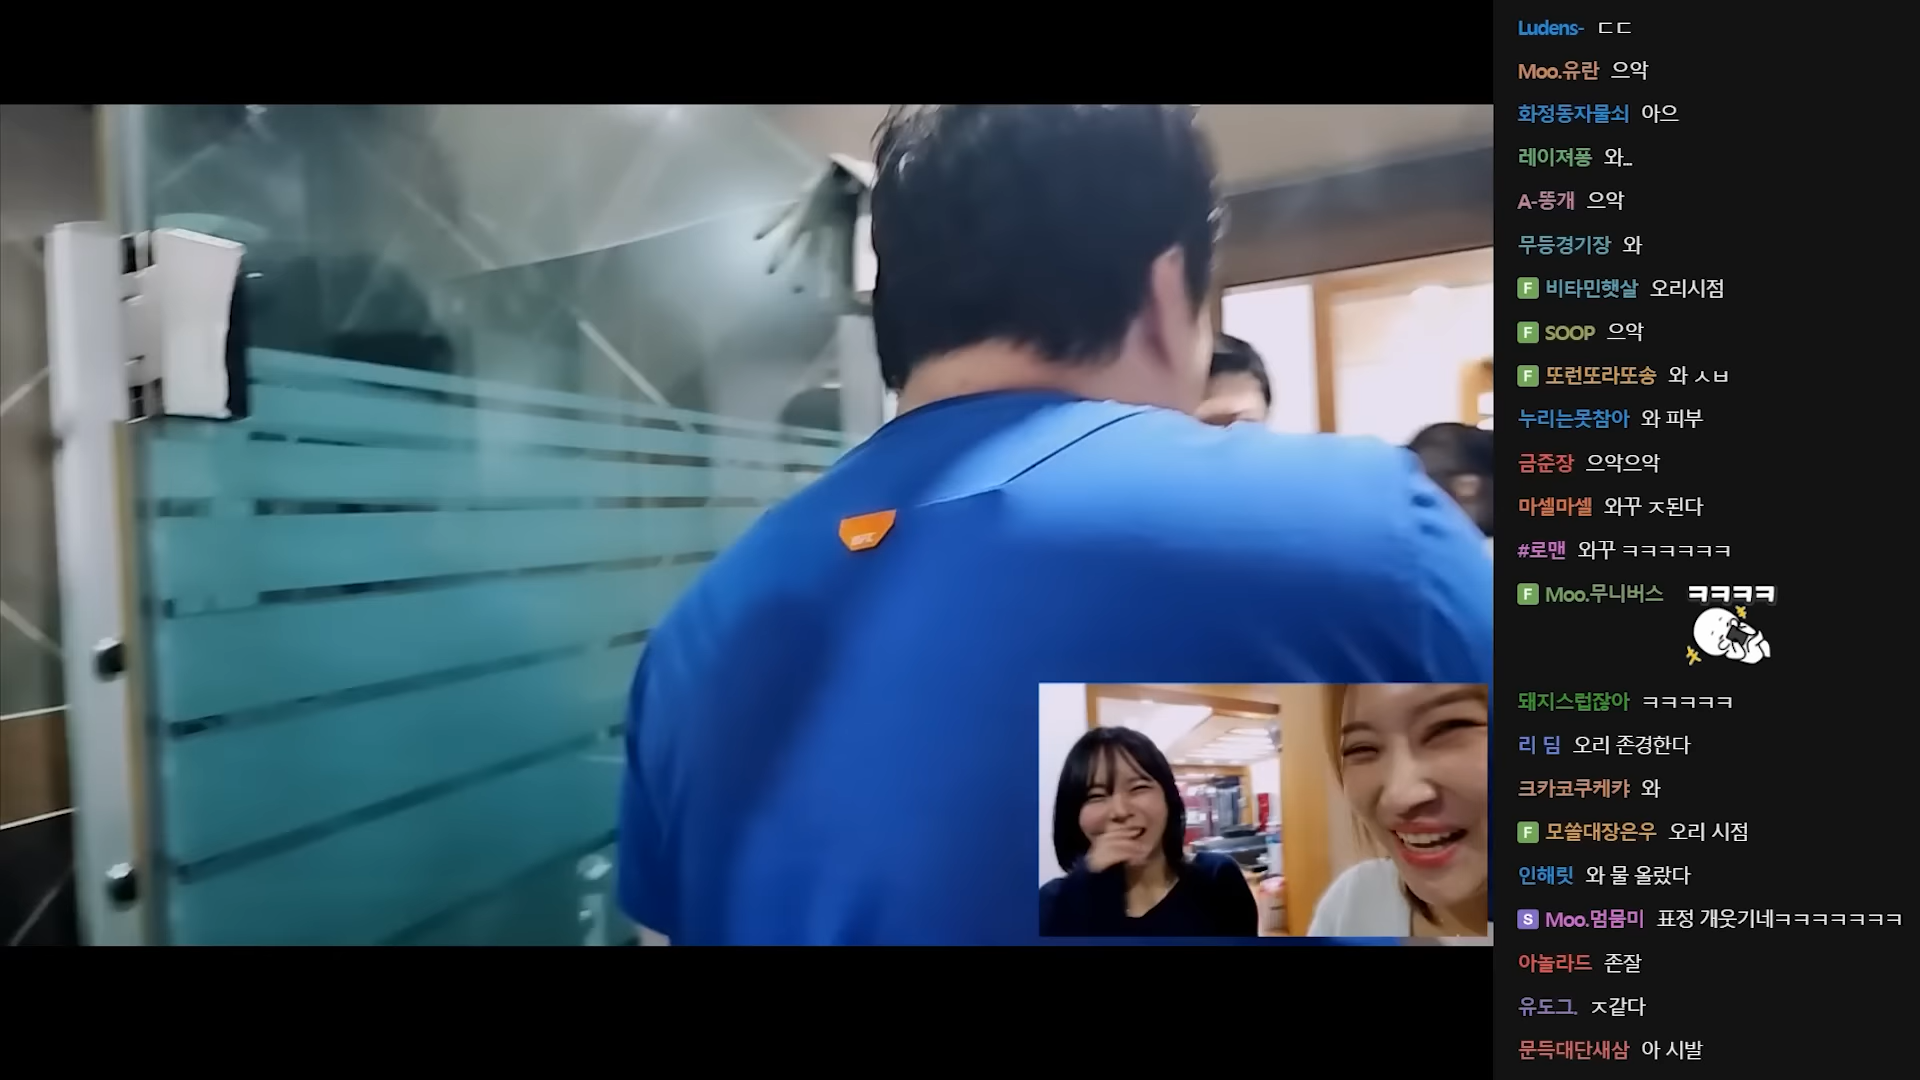 Ludens- ㄷㄷ
Moo.유란 으악
화정동자물쇠 아으
레이져퐁 와...
A-똥개 으악
무등경기장 와
F 비타민햇살 오리시점
F SOOP 으악
F 또런또라또송 와 ㅅㅂ
누리는못참아 와 피부
금준장 으악으악
마셀마셀 와꾸 ㅈ된다
#로맨 와꾸 ㅋㅋㅋㅋㅋㅋ
F Moo.무니버스 ㅋㅋㅋㅋ
돼지스럽잖아 ㅋㅋㅋㅋㅋ
리 딤 오리 존경한다
크카코쿠케캬 와
F 모쏠대장은우 오리 시점
인해릿 와 물 올랐다
S Moo.멈뭄미 표정 개웃기네ㅋㅋㅋㅋㅋㅋㅋ
아놀라드 존잘
유도그. ㅈ같다
문득대단새삼 아 시발